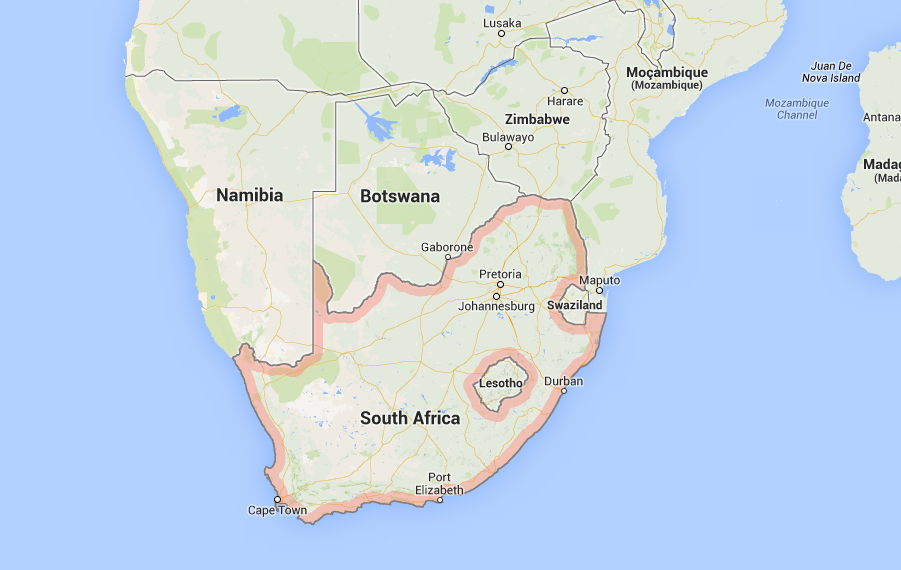 Lusaka
Juan De
Nova Island
Moçambique
(Mozambique)
Mozambique
Channel
Harare
Zimbabwe
Antana
Bulawayo
Madag
(Mada
Namibia
Botswana
Gaborone
Pretoria
Maputo
Johannesburg
Swaziland
Lesotho
Durban
South Africa
Port
Elizabeth
Cape Town